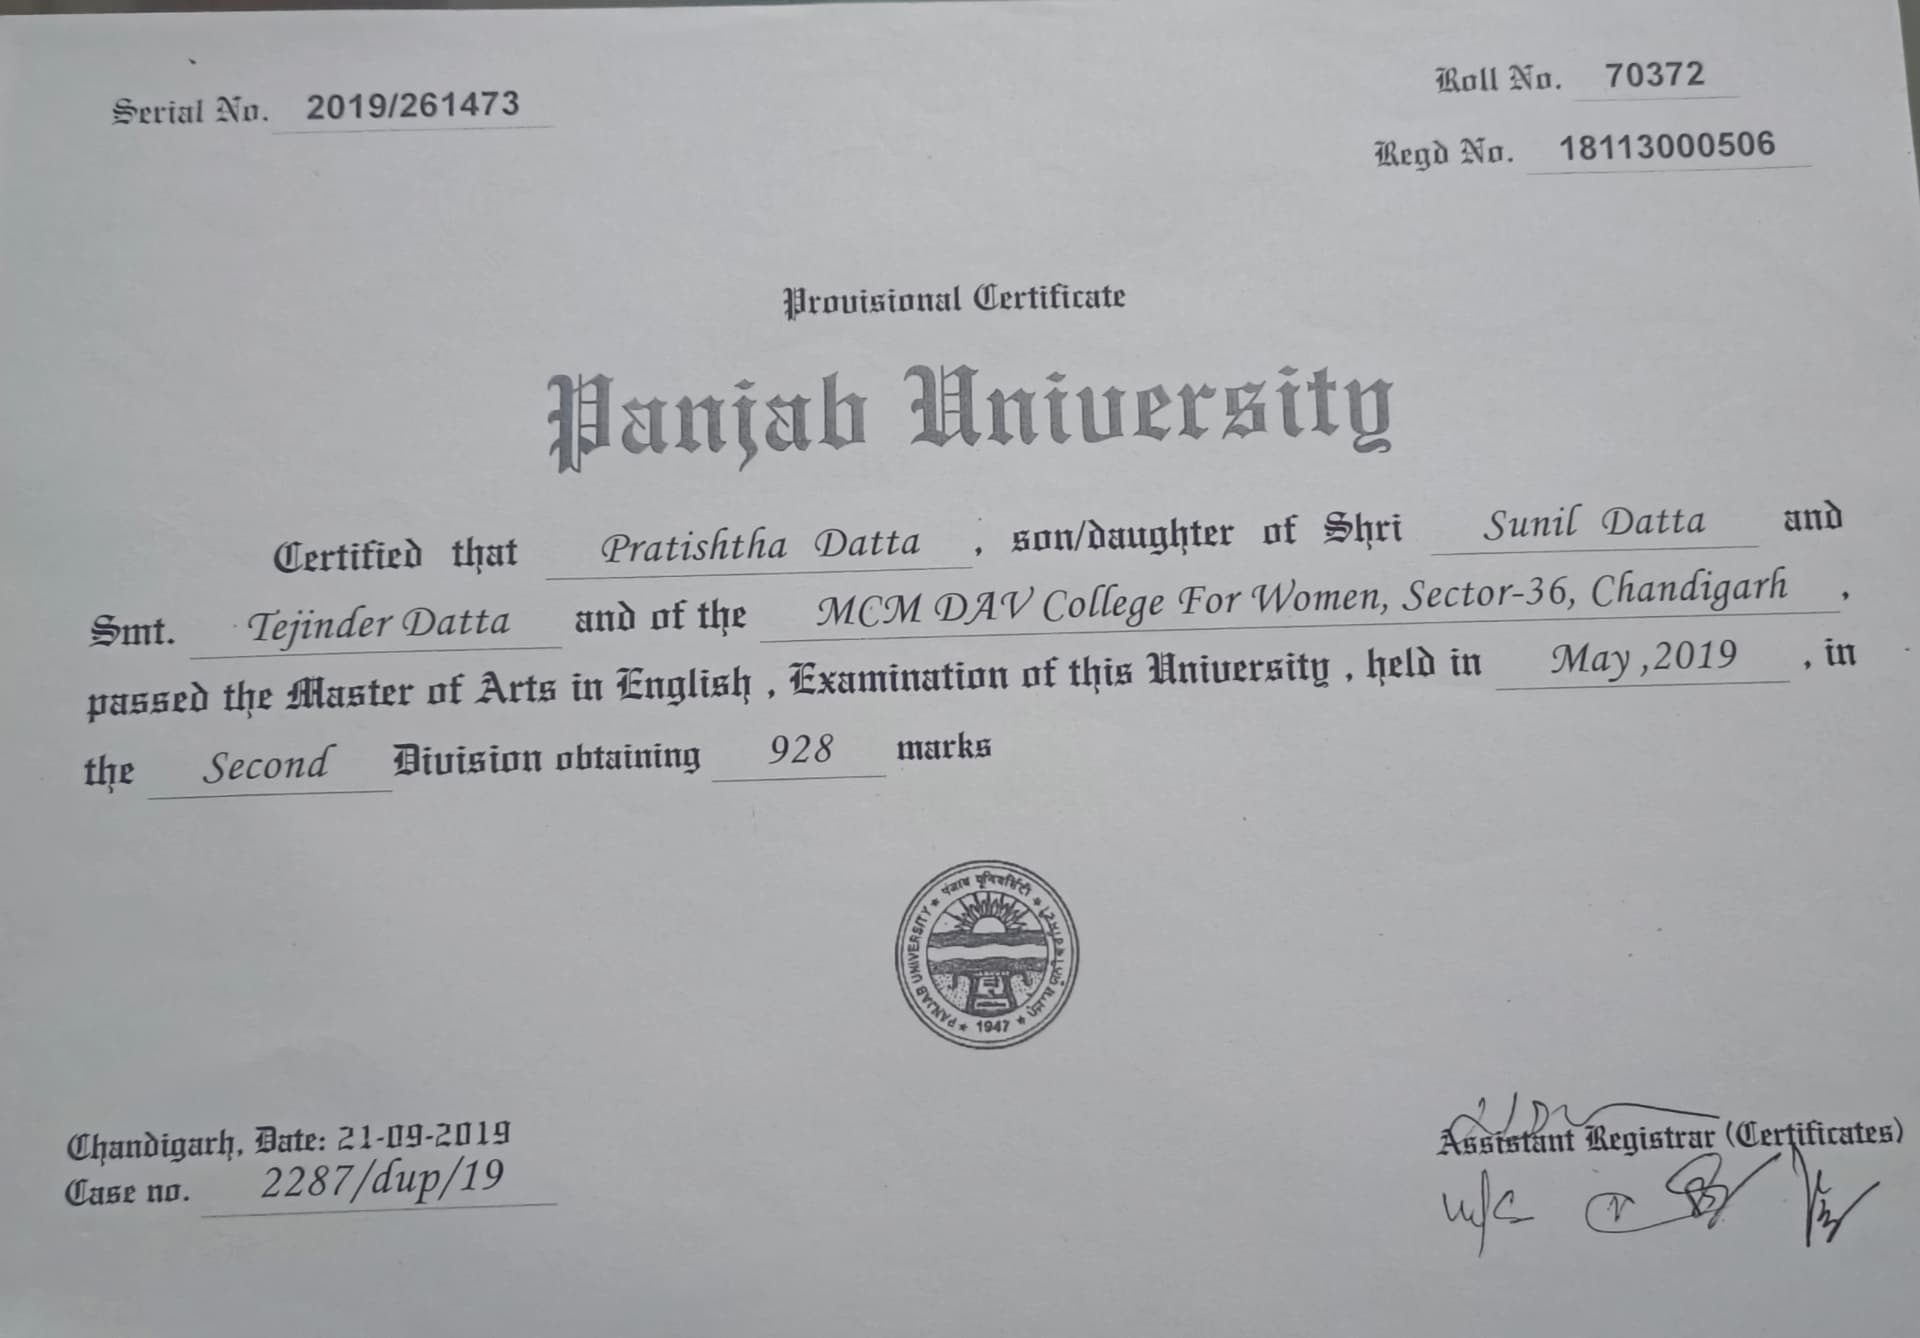 Serial No. 2019/261473
Roll No. 70372
Regd No. 18113000506
Provisional Certificate
Panjab University
Certified that Pratishtha Datta , son/daughter of Shri Sunil Datta and
Smt. Tejinder Datta and of the MCM DAV College For Women, Sector-36, Chandigarh ,
passed the Master of Arts in English , Examination of this University , held in May ,2019 , in
the Second Division obtaining 928 marks
पंजाब यूनिवर्सिटी
PANJAB UNIVERSITY
1947
Chandigarh, Date: 21-09-2019
Case no. 2287/dup/19
Assistant Registrar (Certificates)